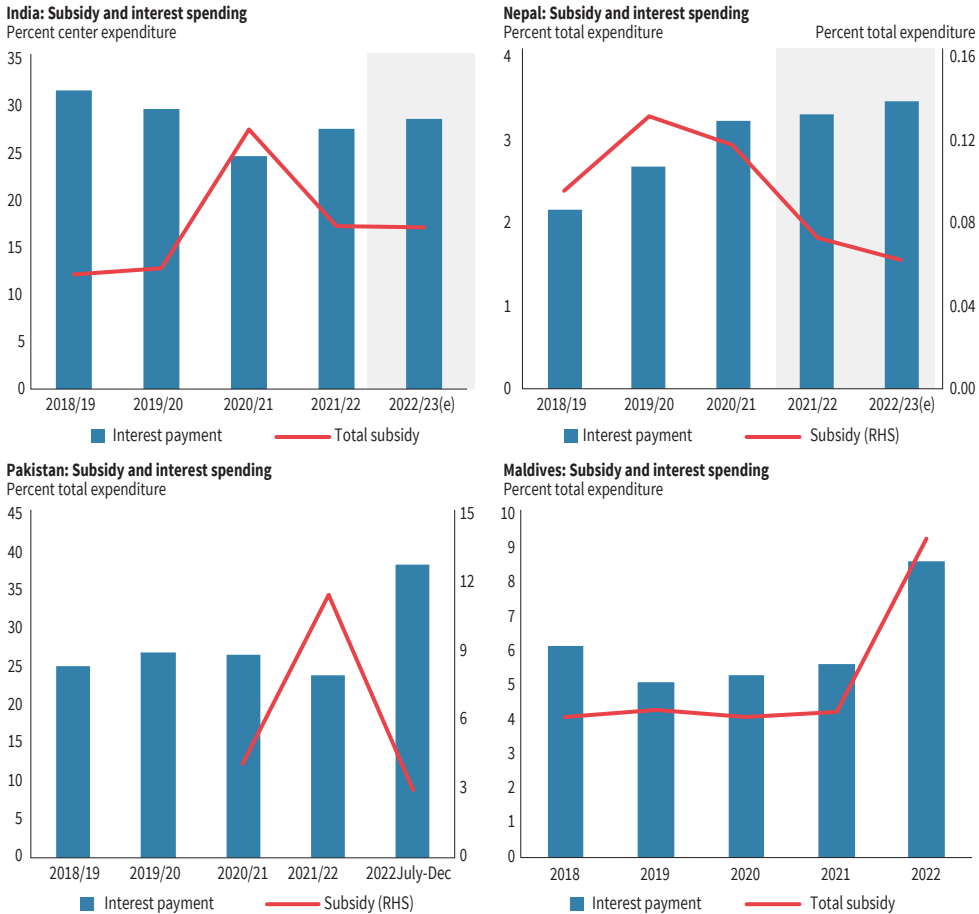 India: Subsidy and interest spending
Percent center expenditure
35
30
25
20
15
10
5
0
2018/19 2019/20 2020/21 2021/22 2022/23(e)
Interest payment Total subsidy
Nepal: Subsidy and interest spending
Percent total expenditure Percent total expenditure
4
3
2
1
0
0.16
0.12
0.08
0.04
0.00
2018/19 2019/20 2020/21 2021/22 2022/23(e)
Interest payment Subsidy (RHS)
Pakistan: Subsidy and interest spending
Percent total expenditure
45
40
35
30
25
20
15
10
5
0
15
12
9
6
3
0
2018/19 2019/20 2020/21 2021/22 2022July-Dec
Interest payment Subsidy (RHS)
Maldives: Subsidy and interest spending
Percent total expenditure
10
9
8
7
6
5
4
3
2
1
0
2018 2019 2020 2021 2022
Interest payment Total subsidy